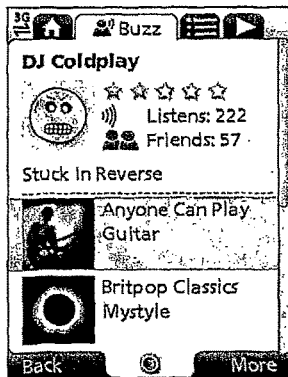 3G
Buzz
DJ Coldplay
Listens: 222
Friends: 57
Stuck In Reverse
Anyone Can Play
Guitar
Britpop Classics
Mystyle
Back
More